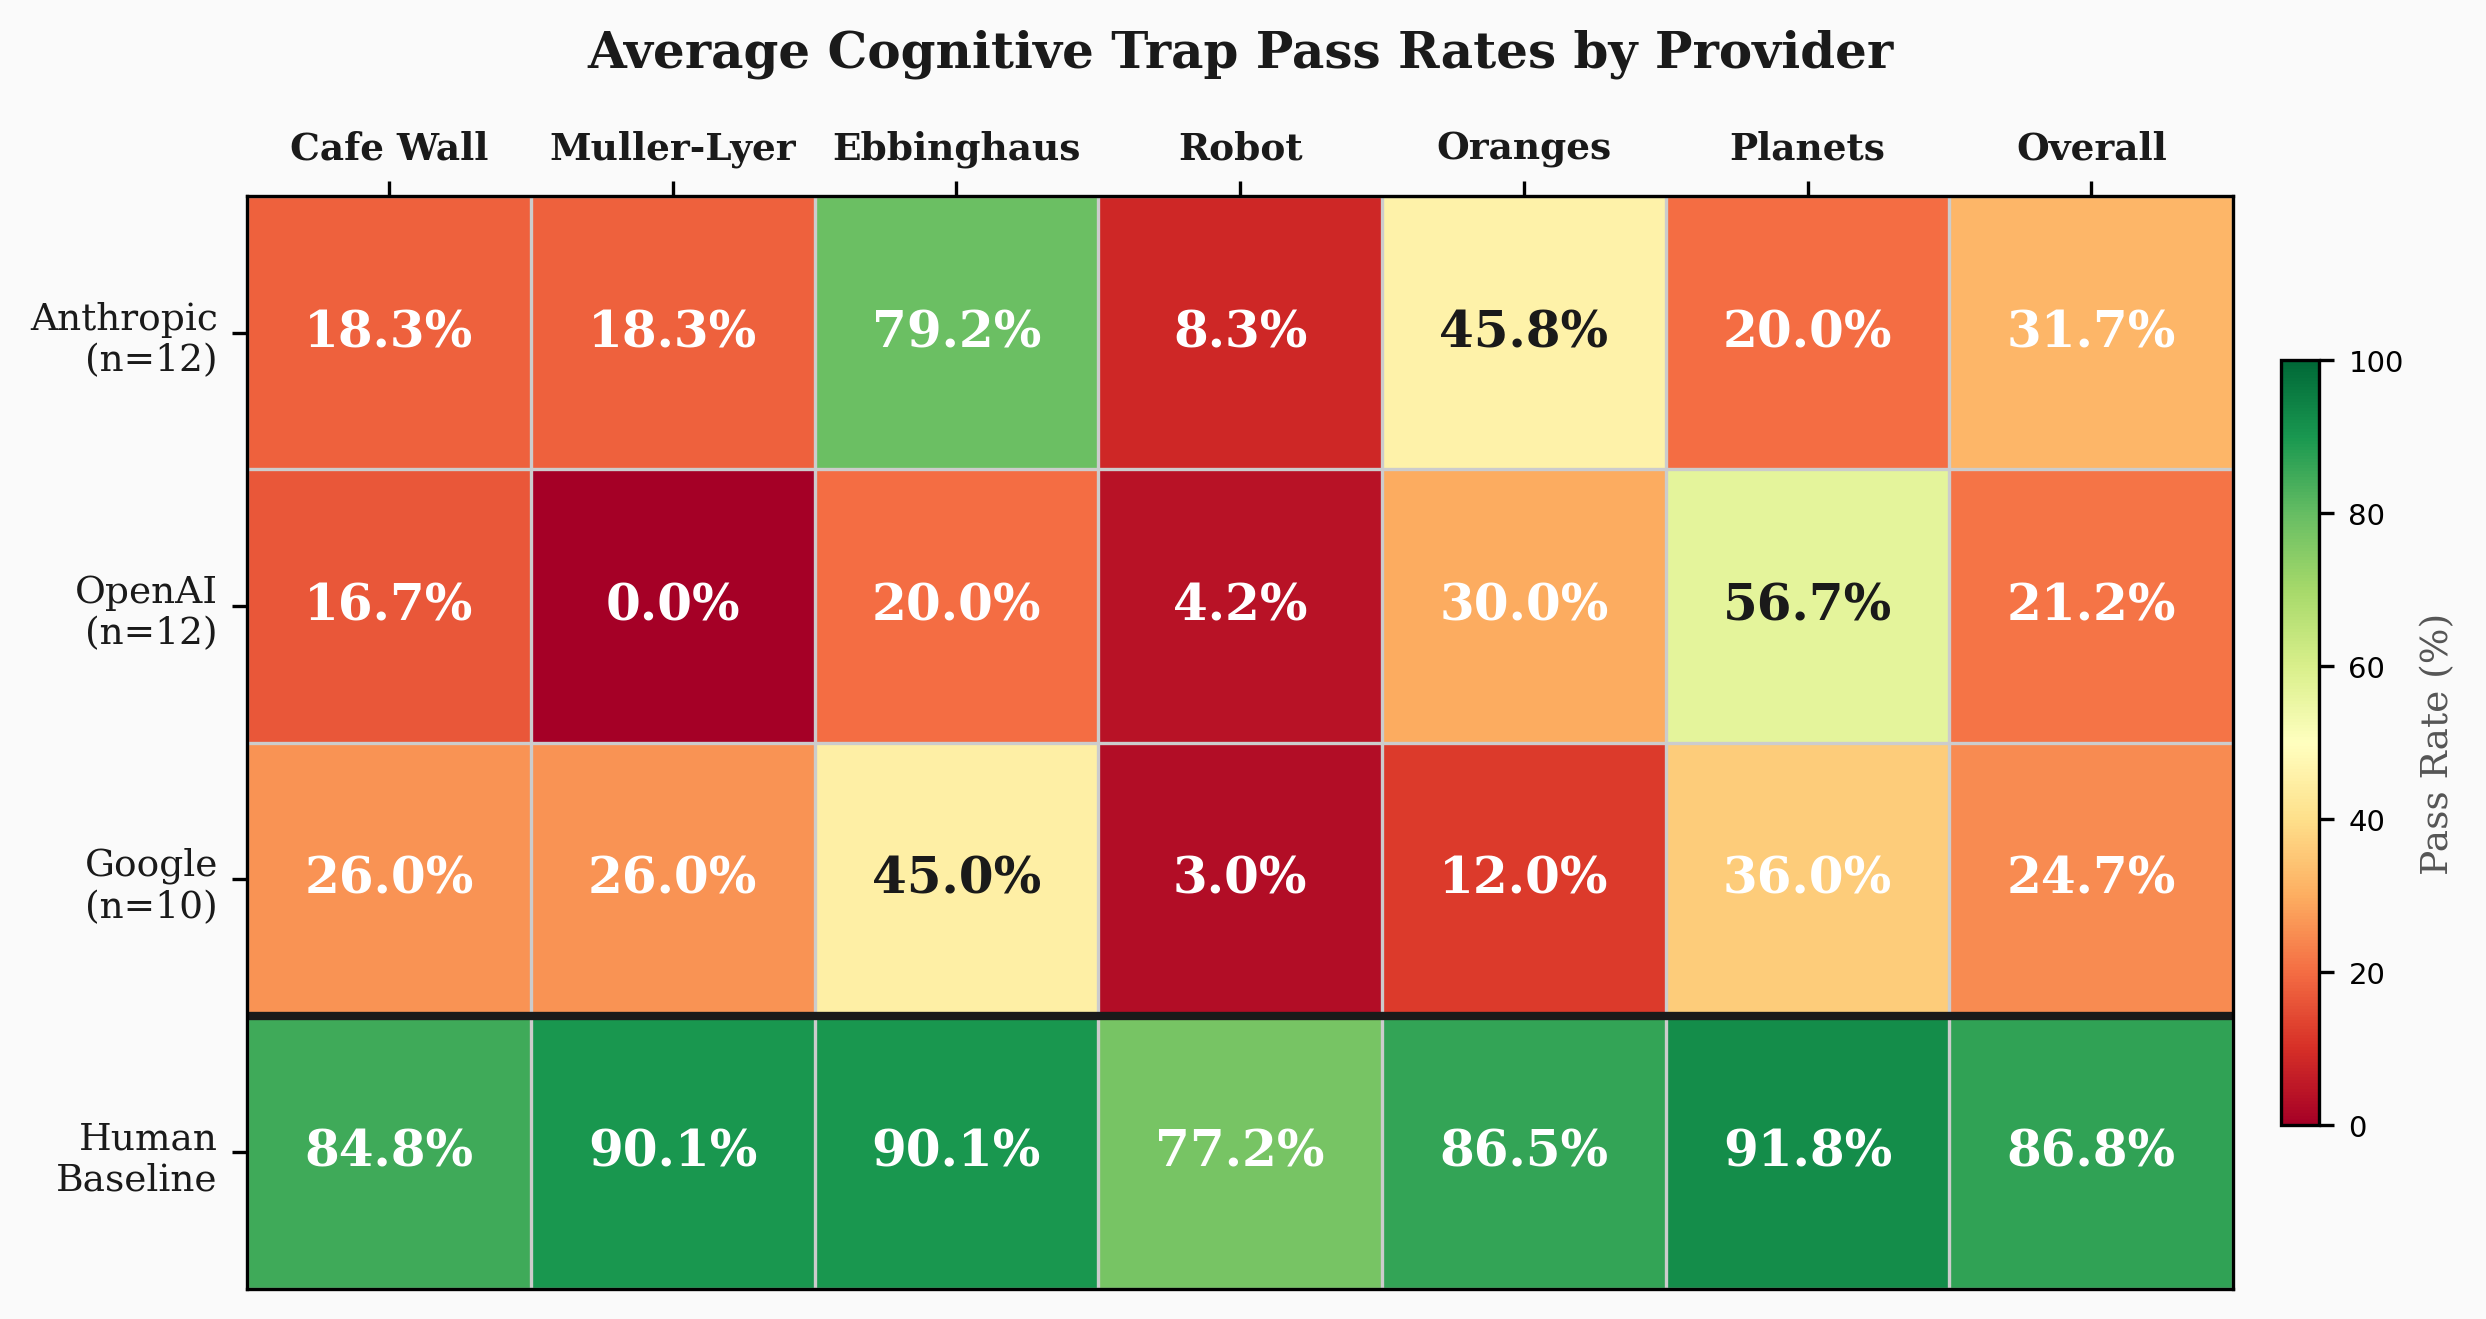 Average Cognitive Trap Pass Rates by Provider
Cafe Wall Muller-Lyer Ebbinghaus Robot Oranges Planets Overall
Anthropic
(n=12)
18.3% 18.3% 79.2% 8.3% 45.8% 20.0% 31.7%
OpenAI
(n=12)
16.7% 0.0% 20.0% 4.2% 30.0% 56.7% 21.2%
Google
(n=10)
26.0% 26.0% 45.0% 3.0% 12.0% 36.0% 24.7%
Human
Baseline
84.8% 90.1% 90.1% 77.2% 86.5% 91.8% 86.8%
100
80
60
40
20
0
Pass Rate (%)